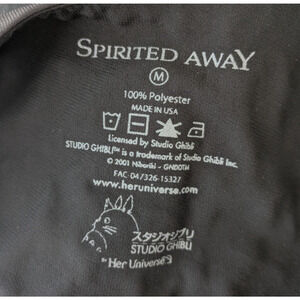 SPIRITED AWAY
M
100% Polyester
MADE IN USA
Licensed by Studio Ghibli
STUDIO GHIBLI™ is a trademark of Studio Ghibli Inc.
© 2001 Nibariki - GNDDTM
FAC: 04/326-15327
www.heruniverse.com
スタジオジブリ
STUDIO GHIBLI
by Her Universe